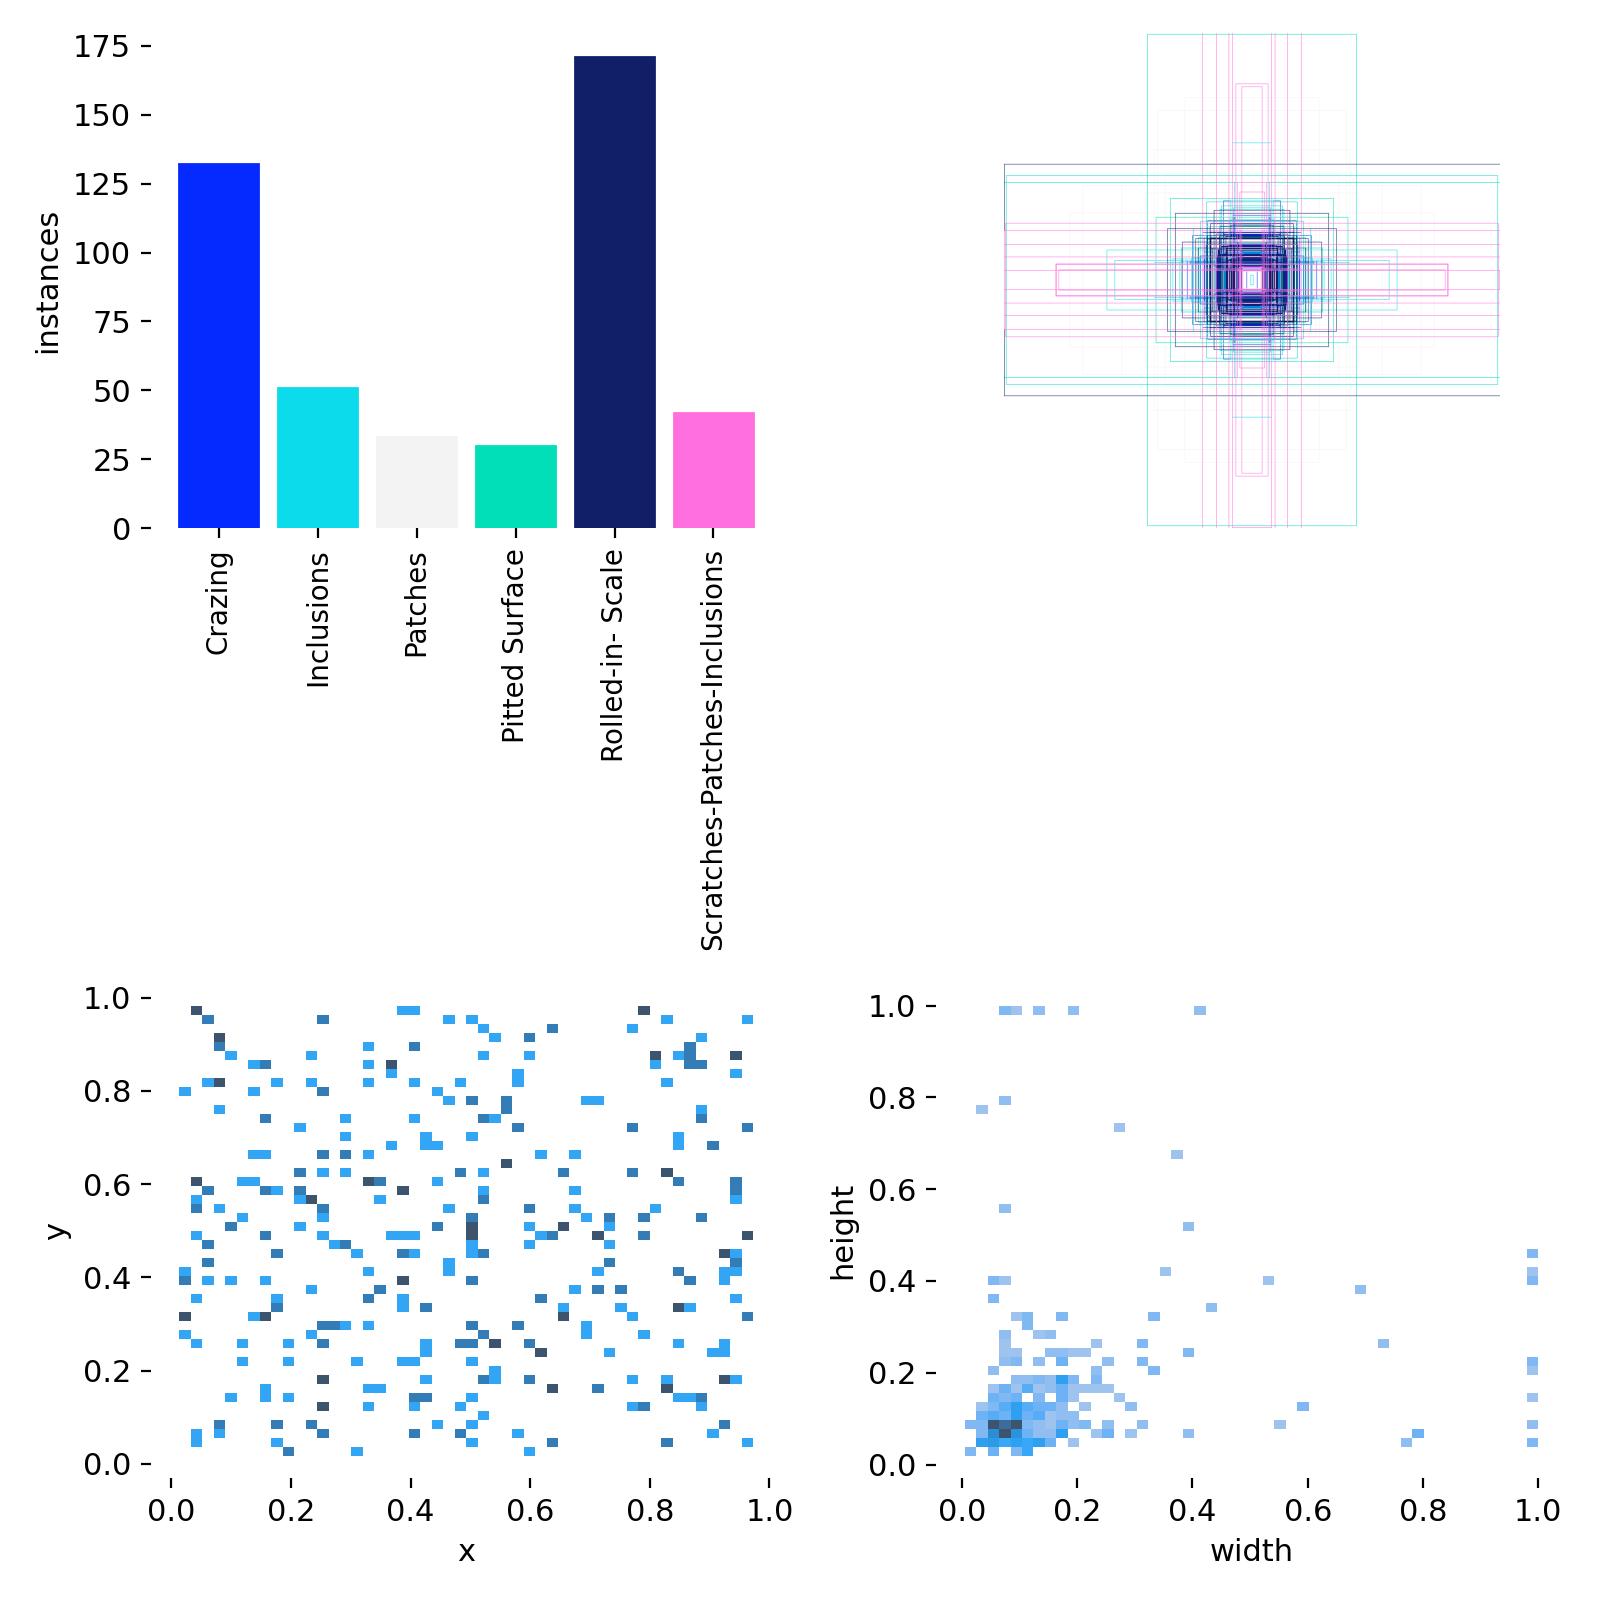 175
150
125
100
75
50
25
0
instances
Crazing
Inclusions
Patches
Pitted Surface
Rolled-in- Scale
Scratches-Patches-Inclusions
1.0
0.8
0.6
0.4
0.2
0.0
y
0.0 0.2 0.4 0.6 0.8 1.0
x
1.0
0.8
0.6
0.4
0.2
0.0
height
0.0 0.2 0.4 0.6 0.8 1.0
width